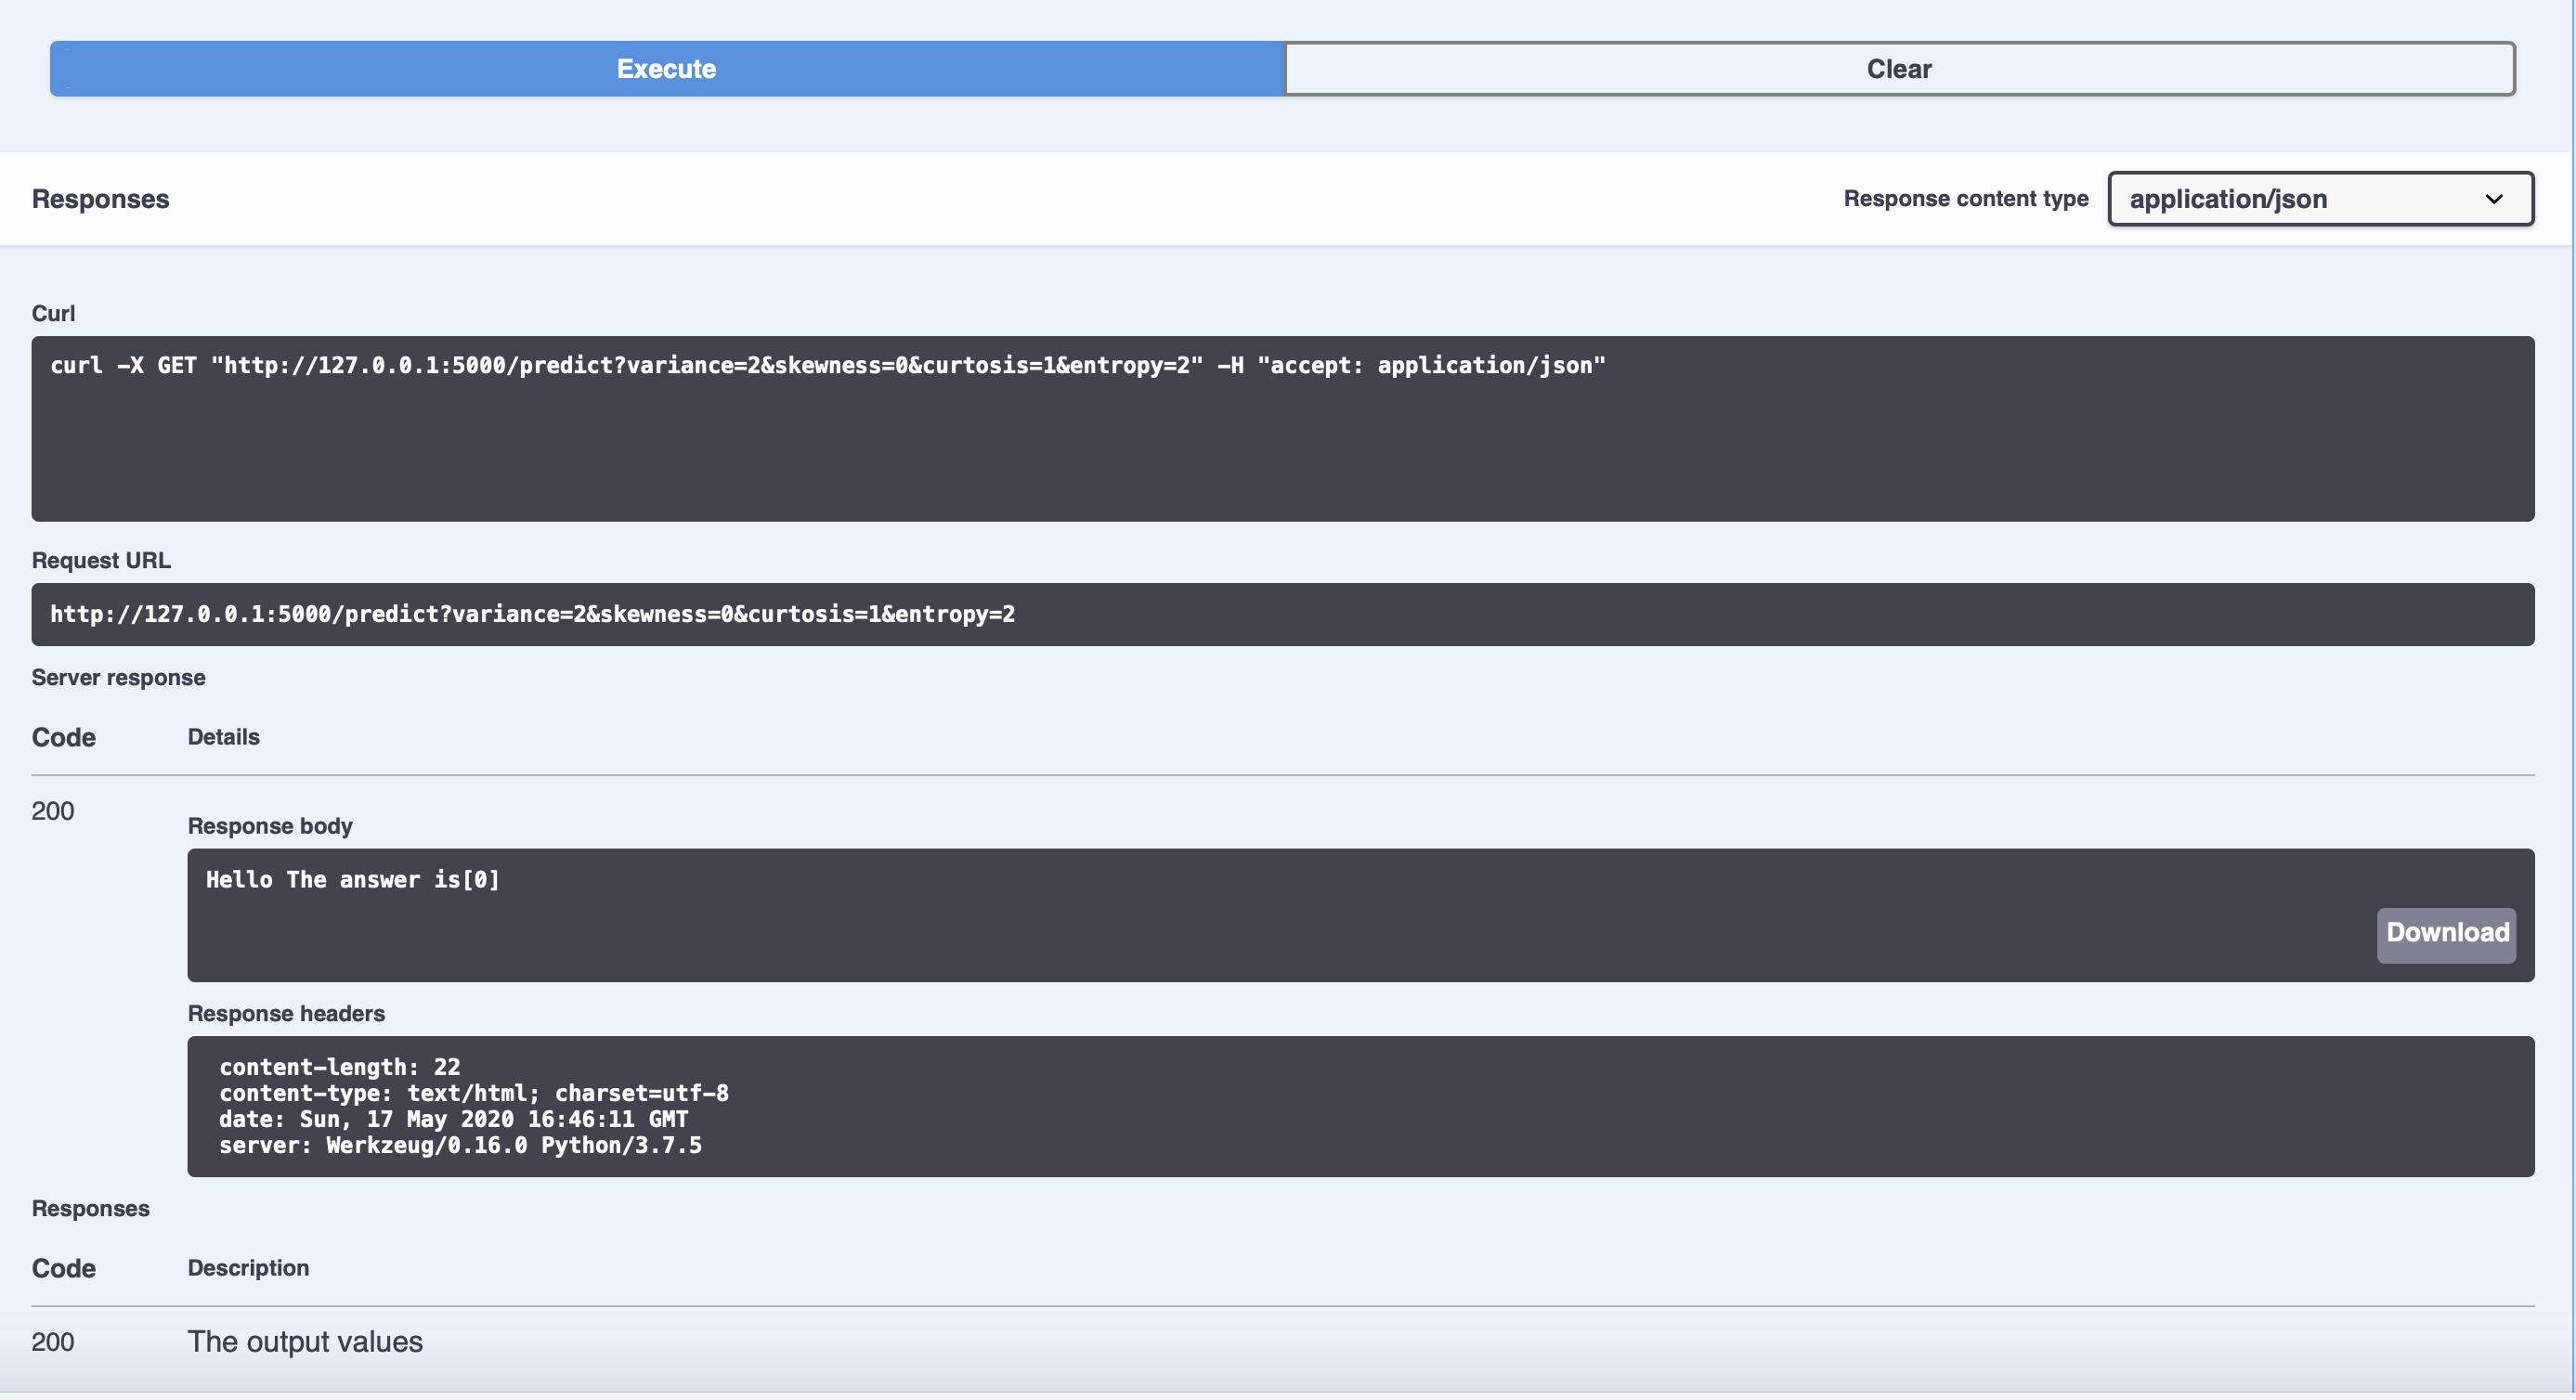 Execute
Clear
Responses
Response content type
application/json
Curl
curl -X GET "http://127.0.0.1:5000/predict?variance=2&skewness=0&curtosis=1&entropy=2" -H "accept: application/json"
Request URL
http://127.0.0.1:5000/predict?variance=2&skewness=0&curtosis=1&entropy=2
Server response
Code
Details
200
Response body
Hello The answer is[0]
Download
Response headers
content-length: 22
content-type: text/html; charset=utf-8
date: Sun, 17 May 2020 16:46:11 GMT
server: Werkzeug/0.16.0 Python/3.7.5
Responses
Code
Description
200
The output values